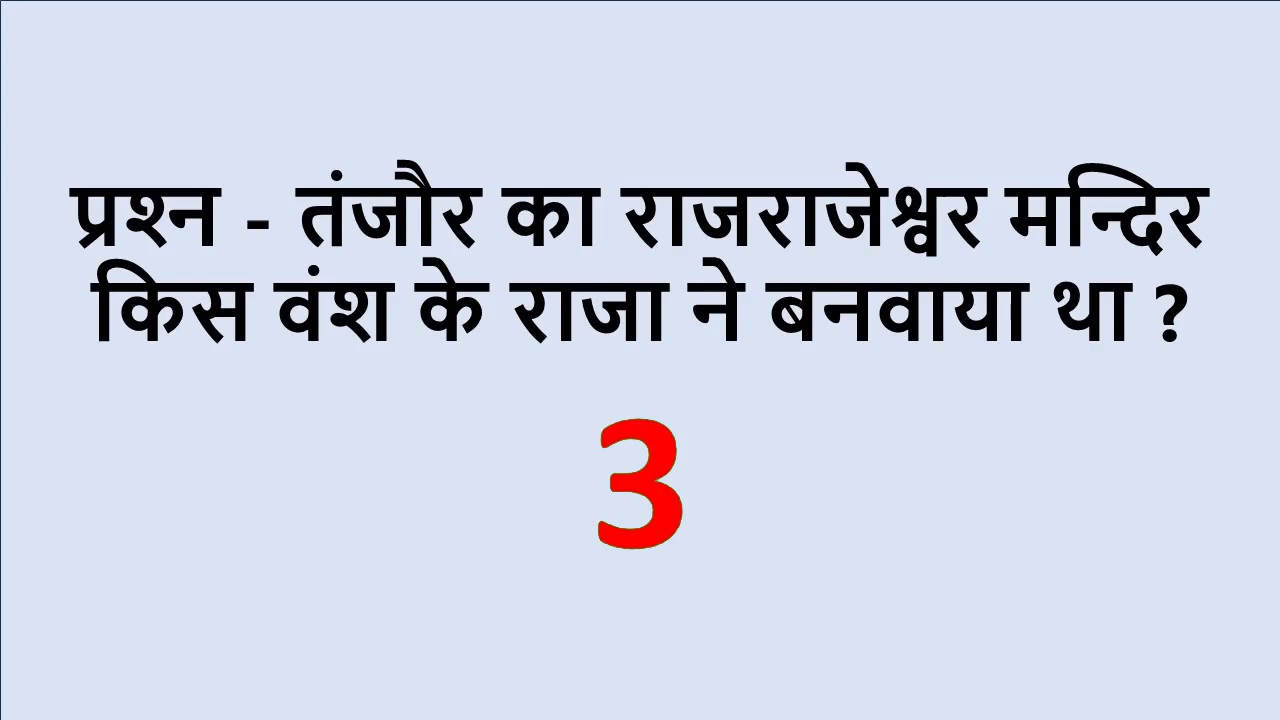 प्रश्न - तंजौर का राजराजेश्वर मन्दिर
किस वंश के राजा ने बनवाया था ?
3